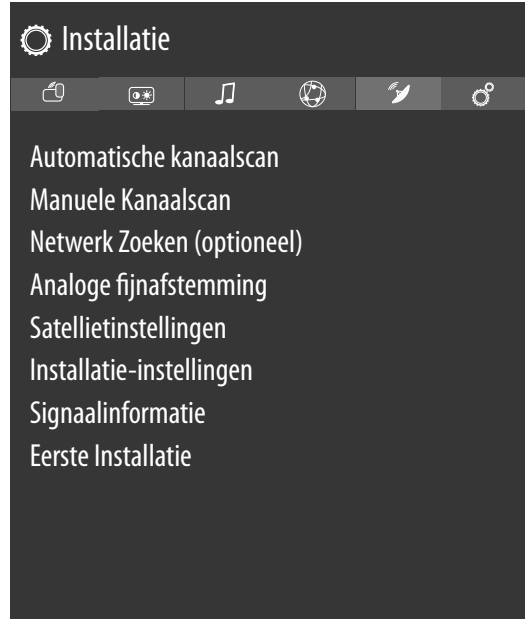 Installatie
Automatische kanaalscan
Manuele Kanaalscan
Netwerk Zoeken (optioneel)
Analoge fijnafstemming
Satellietinstellingen
Installatie-instellingen
Signaalinformatie
Eerste Installatie